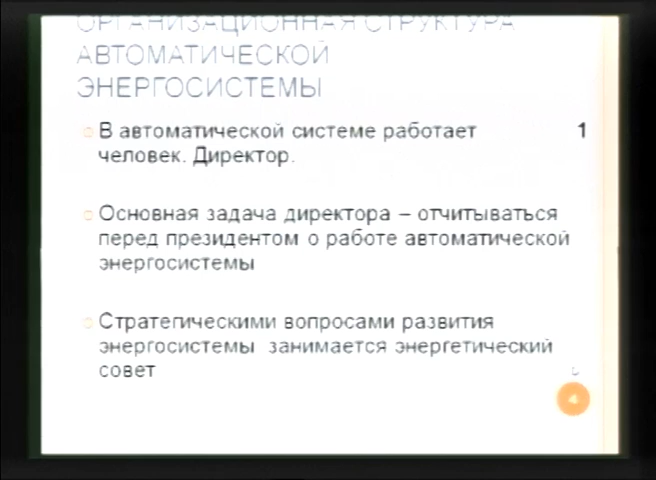 ОРГАНИЗАЦИОННАЯ СТРУКТУРА
АВТОМАТИЧЕСКОЙ
ЭНЕРГОСИСТЕМЫ
В автоматической системе работает 1
человек. Директор.
Основная задача директора – отчитываться
перед президентом о работе автоматической
энергосистемы
Стратегическими вопросами развития
энергосистемы занимается энергетический
совет
4